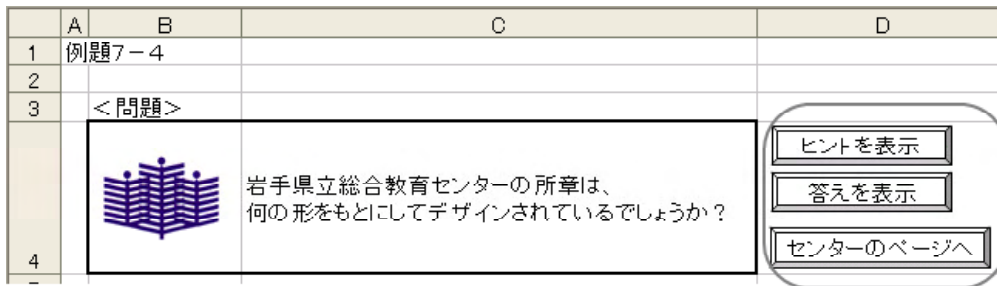 A B C D
1 例題7-4
2
3 <問題>
4 岩手県立総合教育センターの所章は、
何の形をもとにしてデザインされているでしょうか?
ヒントを表示
答えを表示
センターのページへ